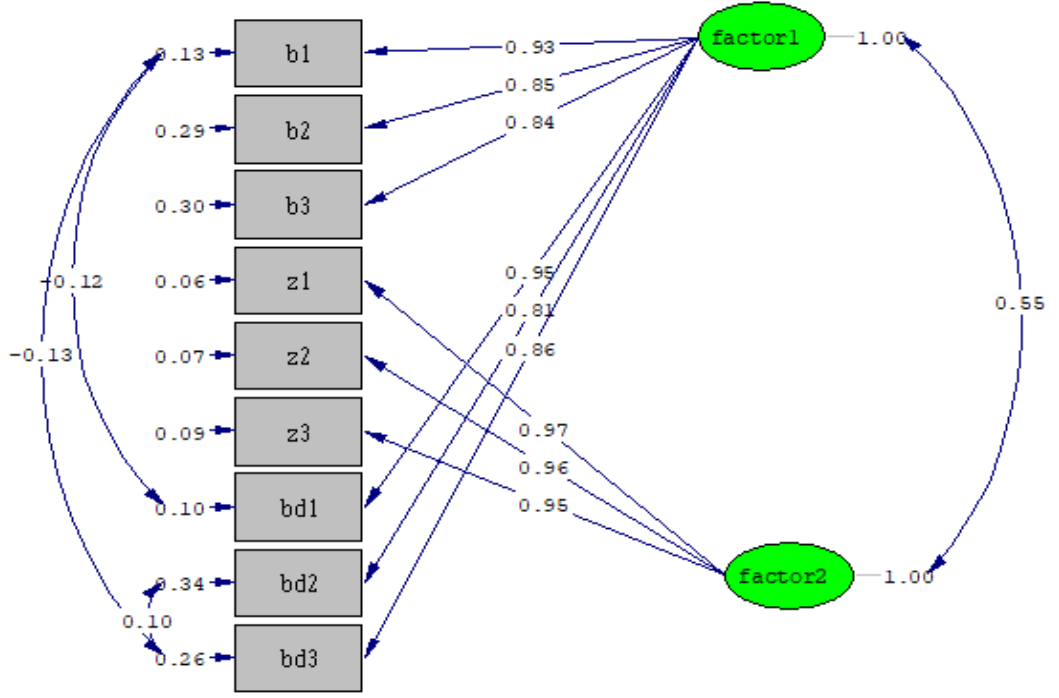 0.13 b1 0.93 factor1 1.00
0.85
0.29 b2 0.84
0.30 b3
0.95
-0.12 0.06 z1
0.81 0.55
-0.13 0.07 z2 0.86
0.09 z3 0.97
0.96
0.10 bd1 0.95
0.34 bd2 factor2 1.00
0.10
0.26 bd3